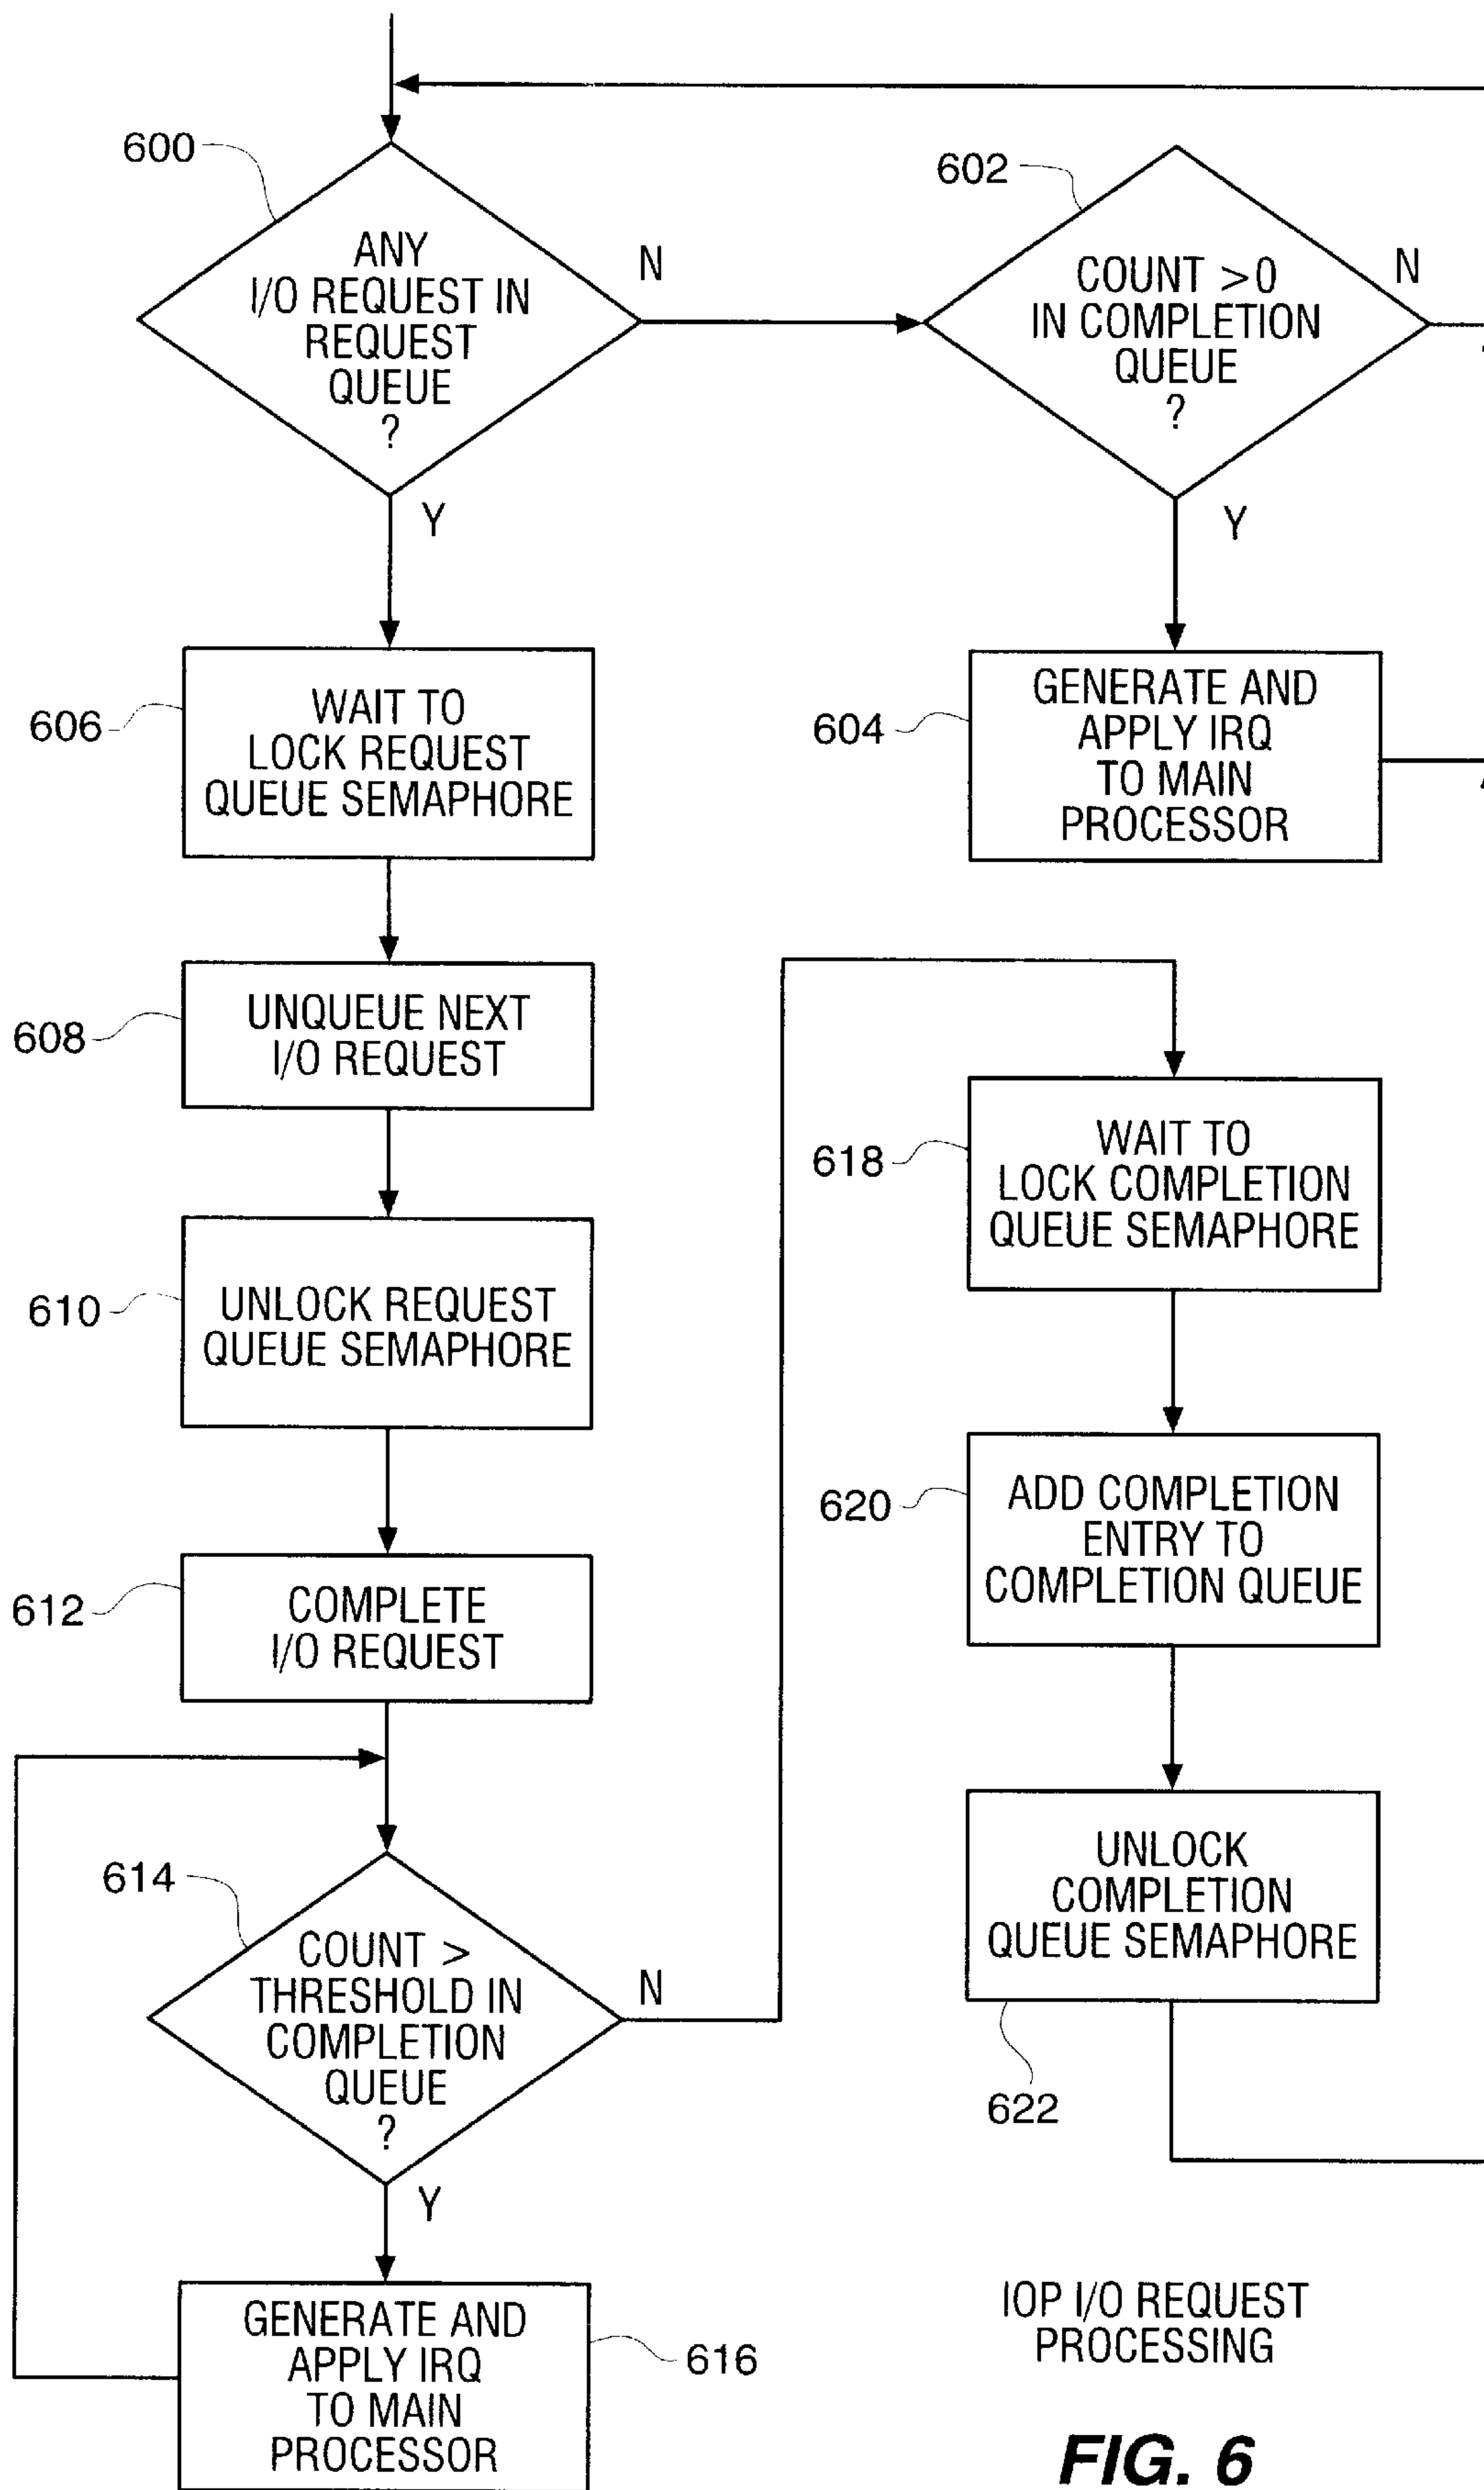 600
ANY
I/O REQUEST IN
REQUEST
QUEUE
?
N
Y
602
COUNT >0
IN COMPLETION
QUEUE
?
N
Y
606
WAIT TO
LOCK REQUEST
QUEUE SEMAPHORE
604
GENERATE AND
APPLY IRQ
TO MAIN
PROCESSOR
608
UNQUEUE NEXT
I/O REQUEST
610
UNLOCK REQUEST
QUEUE SEMAPHORE
612
COMPLETE
I/O REQUEST
614
COUNT >
THRESHOLD IN
COMPLETION
QUEUE
?
N
Y
GENERATE AND
APPLY IRQ
TO MAIN
PROCESSOR
616
618
WAIT TO
LOCK COMPLETION
QUEUE SEMAPHORE
620
ADD COMPLETION
ENTRY TO
COMPLETION QUEUE
UNLOCK
COMPLETION
QUEUE SEMAPHORE
622
IOP I/O REQUEST
PROCESSING
FIG. 6